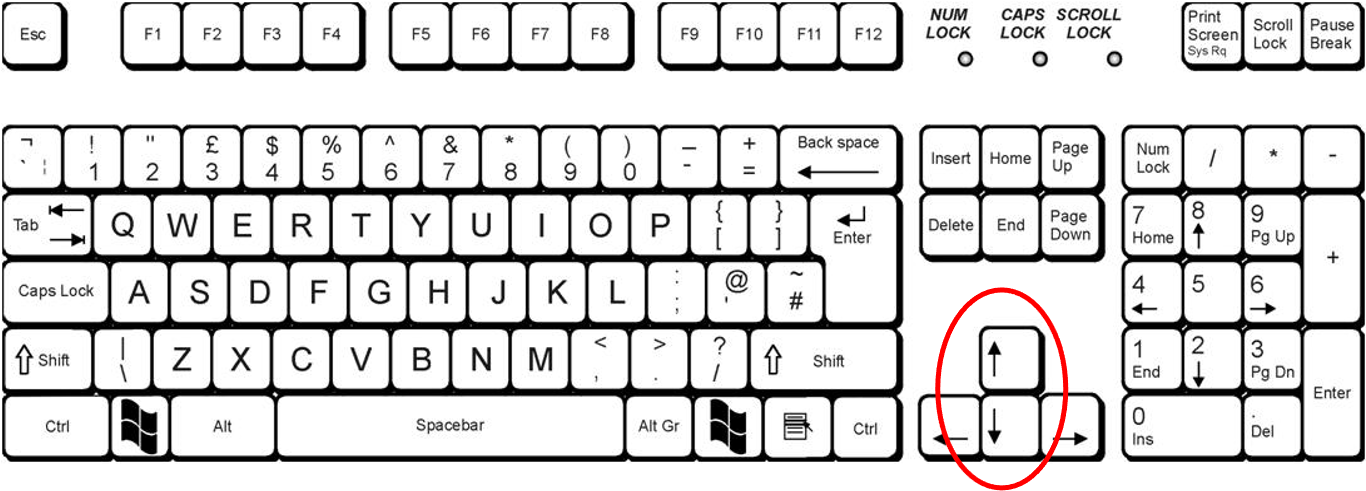 Esc F1 F2 F3 F4 F5 F6 F7 F8 F9 F10 F11 F12
NUM LOCK
CAPS LOCK
SCROLL LOCK
Print Screen Sys Rq
Scroll Lock
Pause Break
¬ ` ¦
! 1
" 2
£ 3
$ 4
% 5
^ 6
& 7
* 8
( 9
) 0
_ -
+ =
Back space
Insert Home Page Up
Num Lock / * -
Tab Q W E R T Y U I O P
{ [
} ]
Enter
Delete End Page Down
7 Home
8 ↑
9 Pg Up
+
Caps Lock A S D F G H J K L
: ;
@ '
~ #
4 ←
5
6 →
Shift
| \
Z X C V B N M
< ,
> .
? /
Shift
↑
1 End
2 ↓
3 Pg Dn
Enter
Ctrl Alt Spacebar Alt Gr Ctrl
← ↓ →
0 Ins
. Del